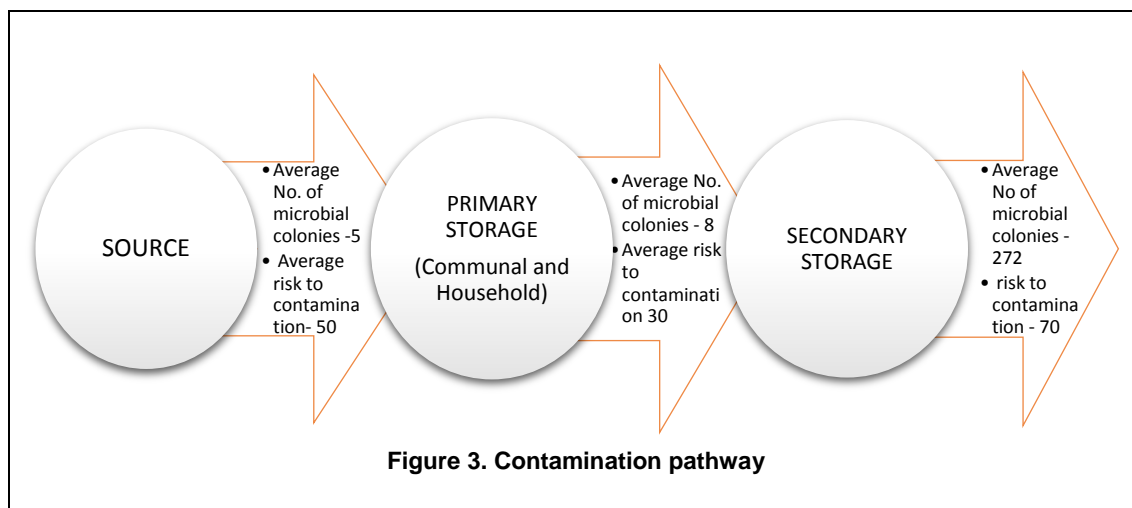 SOURCE
• Average
No. of
microbial
colonies -5
• Average
risk to
contamina
tion- 50
PRIMARY
STORAGE
(Communal and
Household)
• Average No.
of microbial
colonies - 8
• Average risk
to
contaminati
on 30
SECONDARY
STORAGE
• Average
No of
microbial
colonies -
272
• risk to
contamina
tion - 70
Figure 3. Contamination pathway